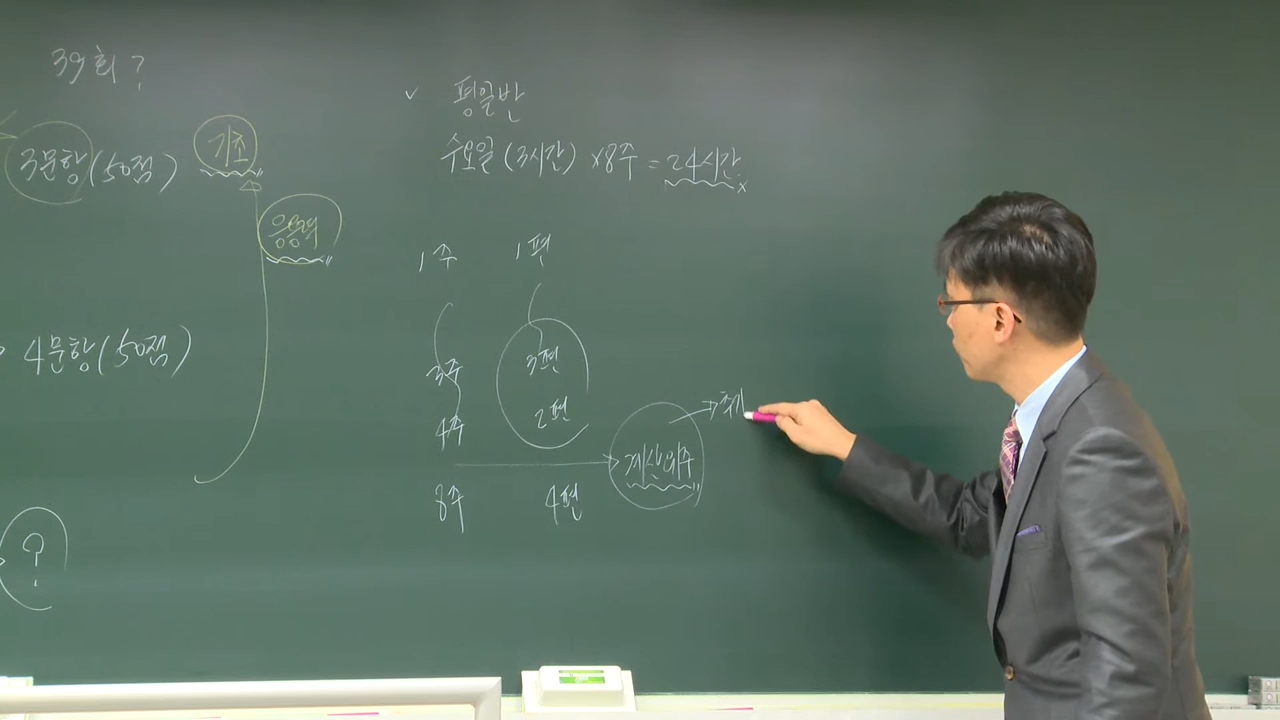 39회?
3문항(50점) 기초
응용력
4문항(50점)
?
✓ 평일반
수요일(3시간) ×8주 = 24시간
1주 1편
3주 3편
4주 2편
계산위주 →
8주 4편